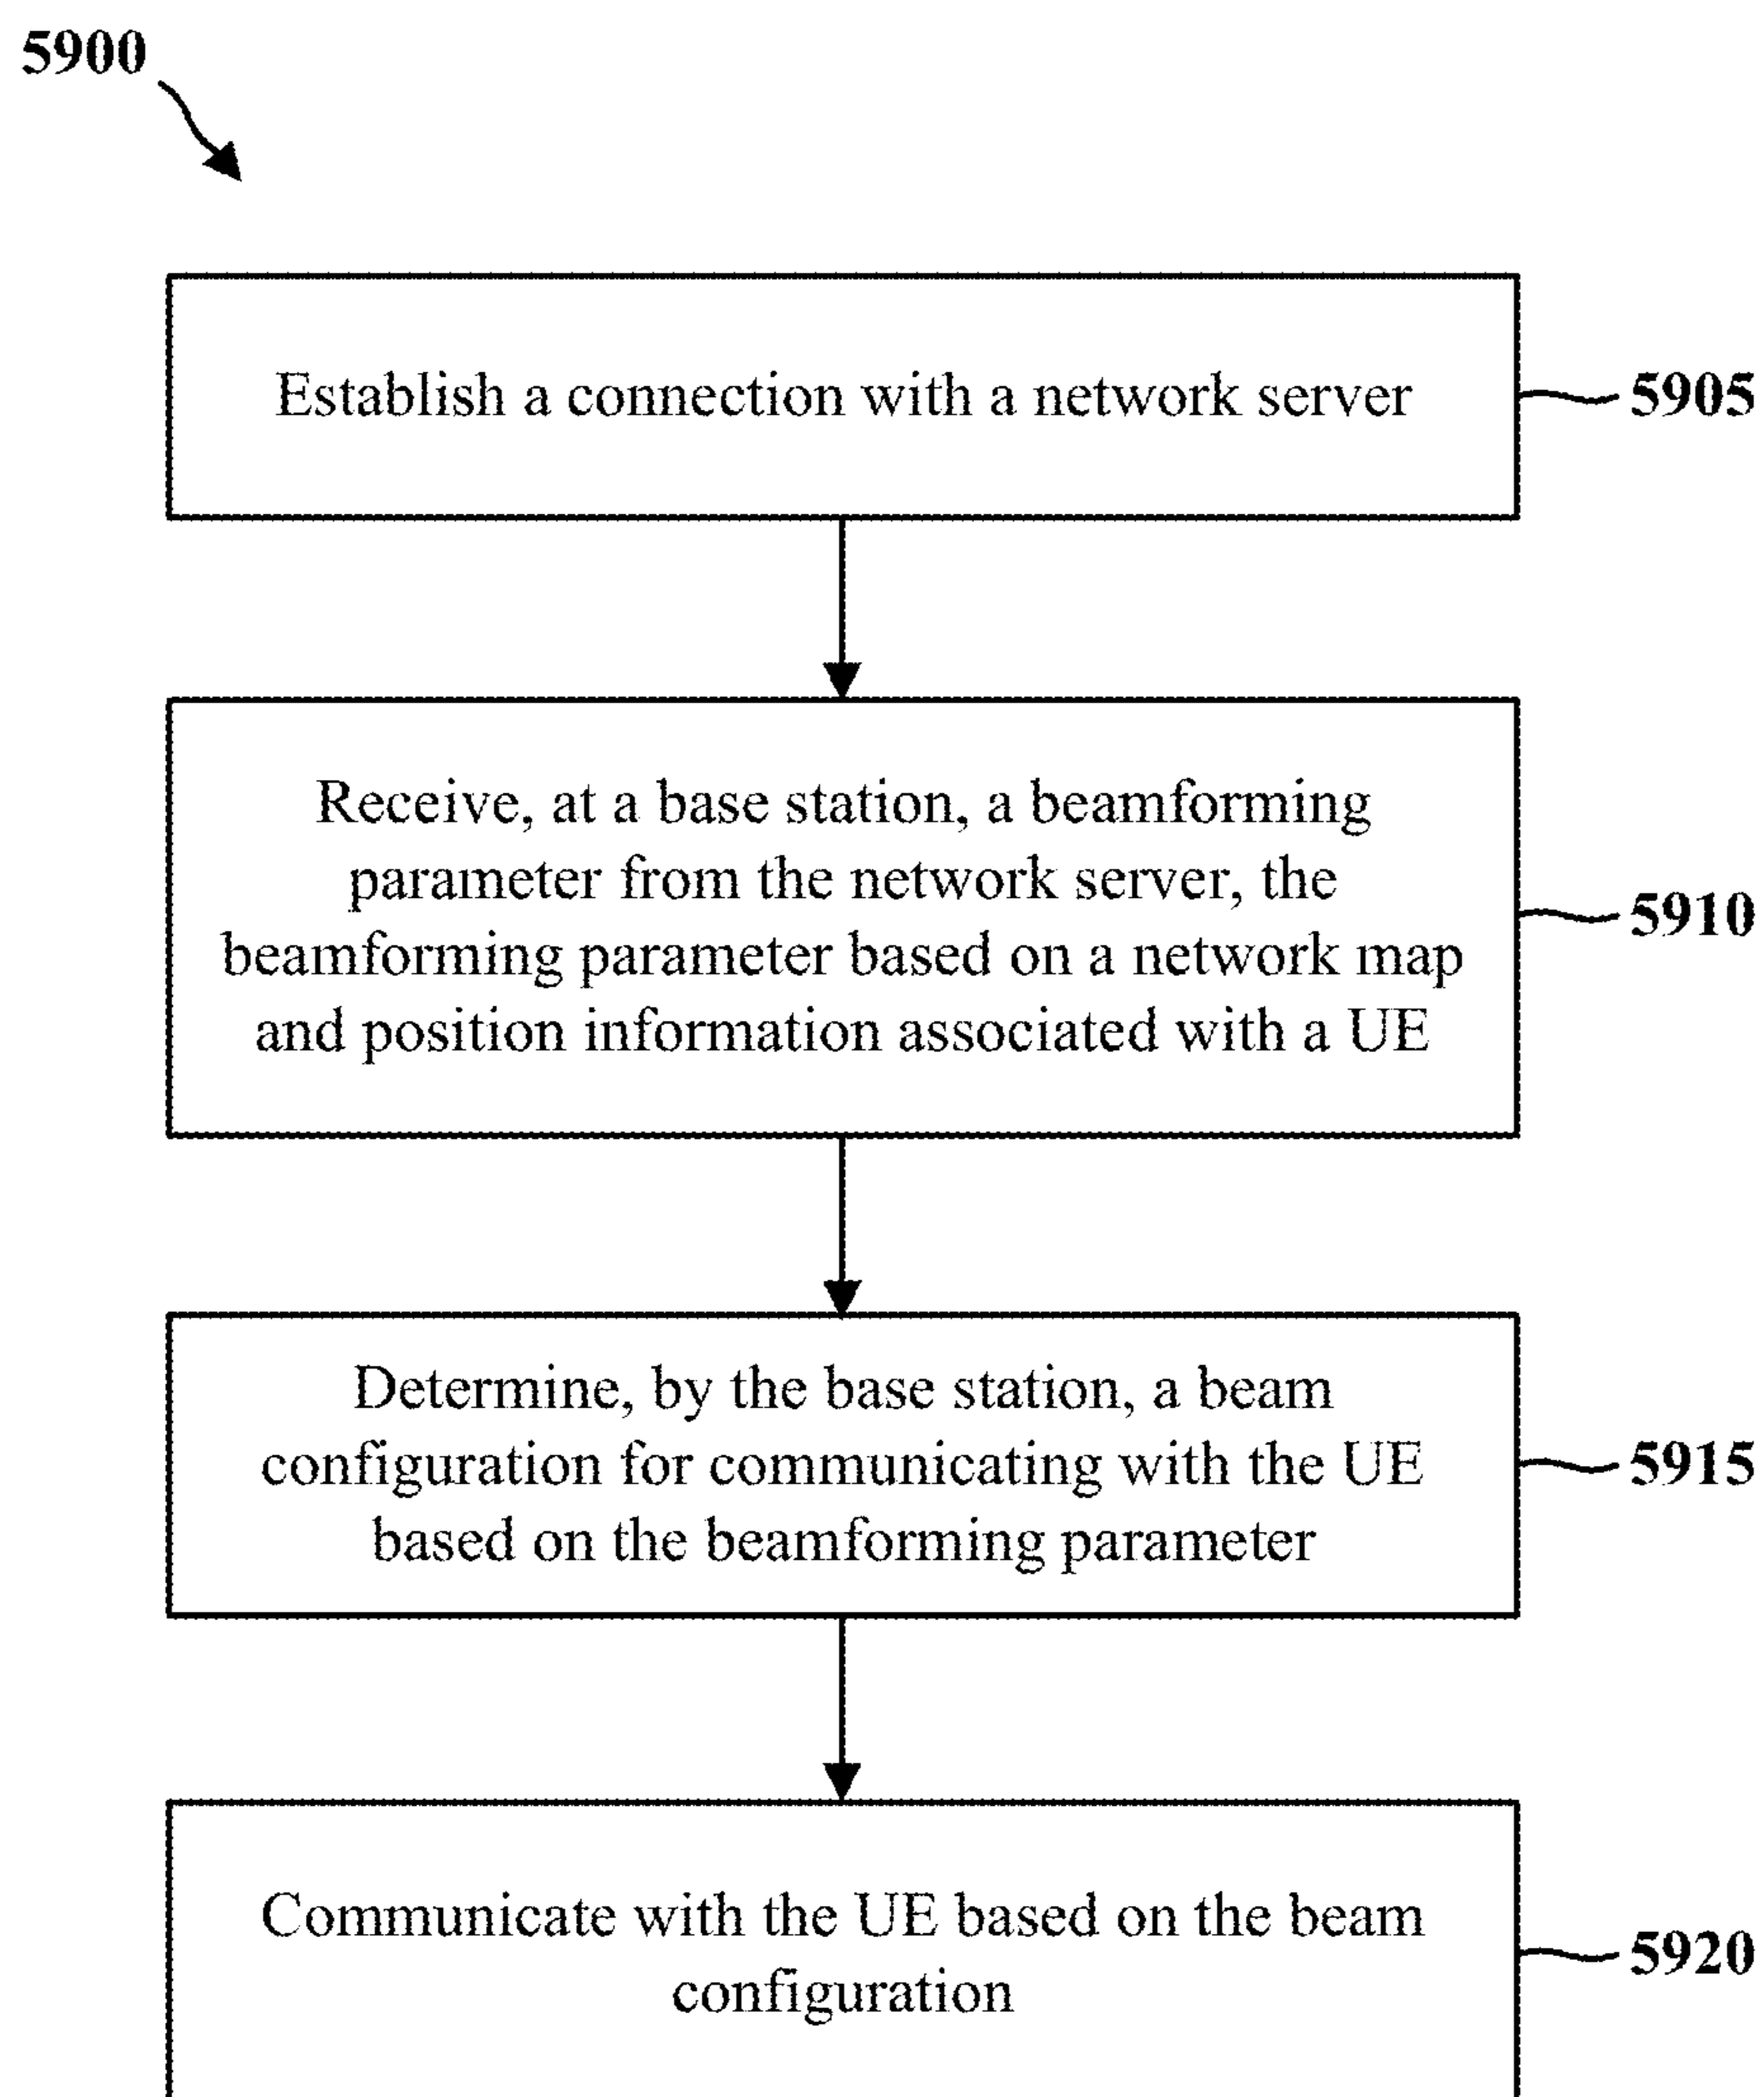 5900
Establish a connection with a network server
5905
Receive, at a base station, a beamforming
parameter from the network server, the
beamforming parameter based on a network map
and position information associated with a UE
5910
Determine, by the base station, a beam
configuration for communicating with the UE
based on the beamforming parameter
5915
Communicate with the UE based on the beam
configuration
5920